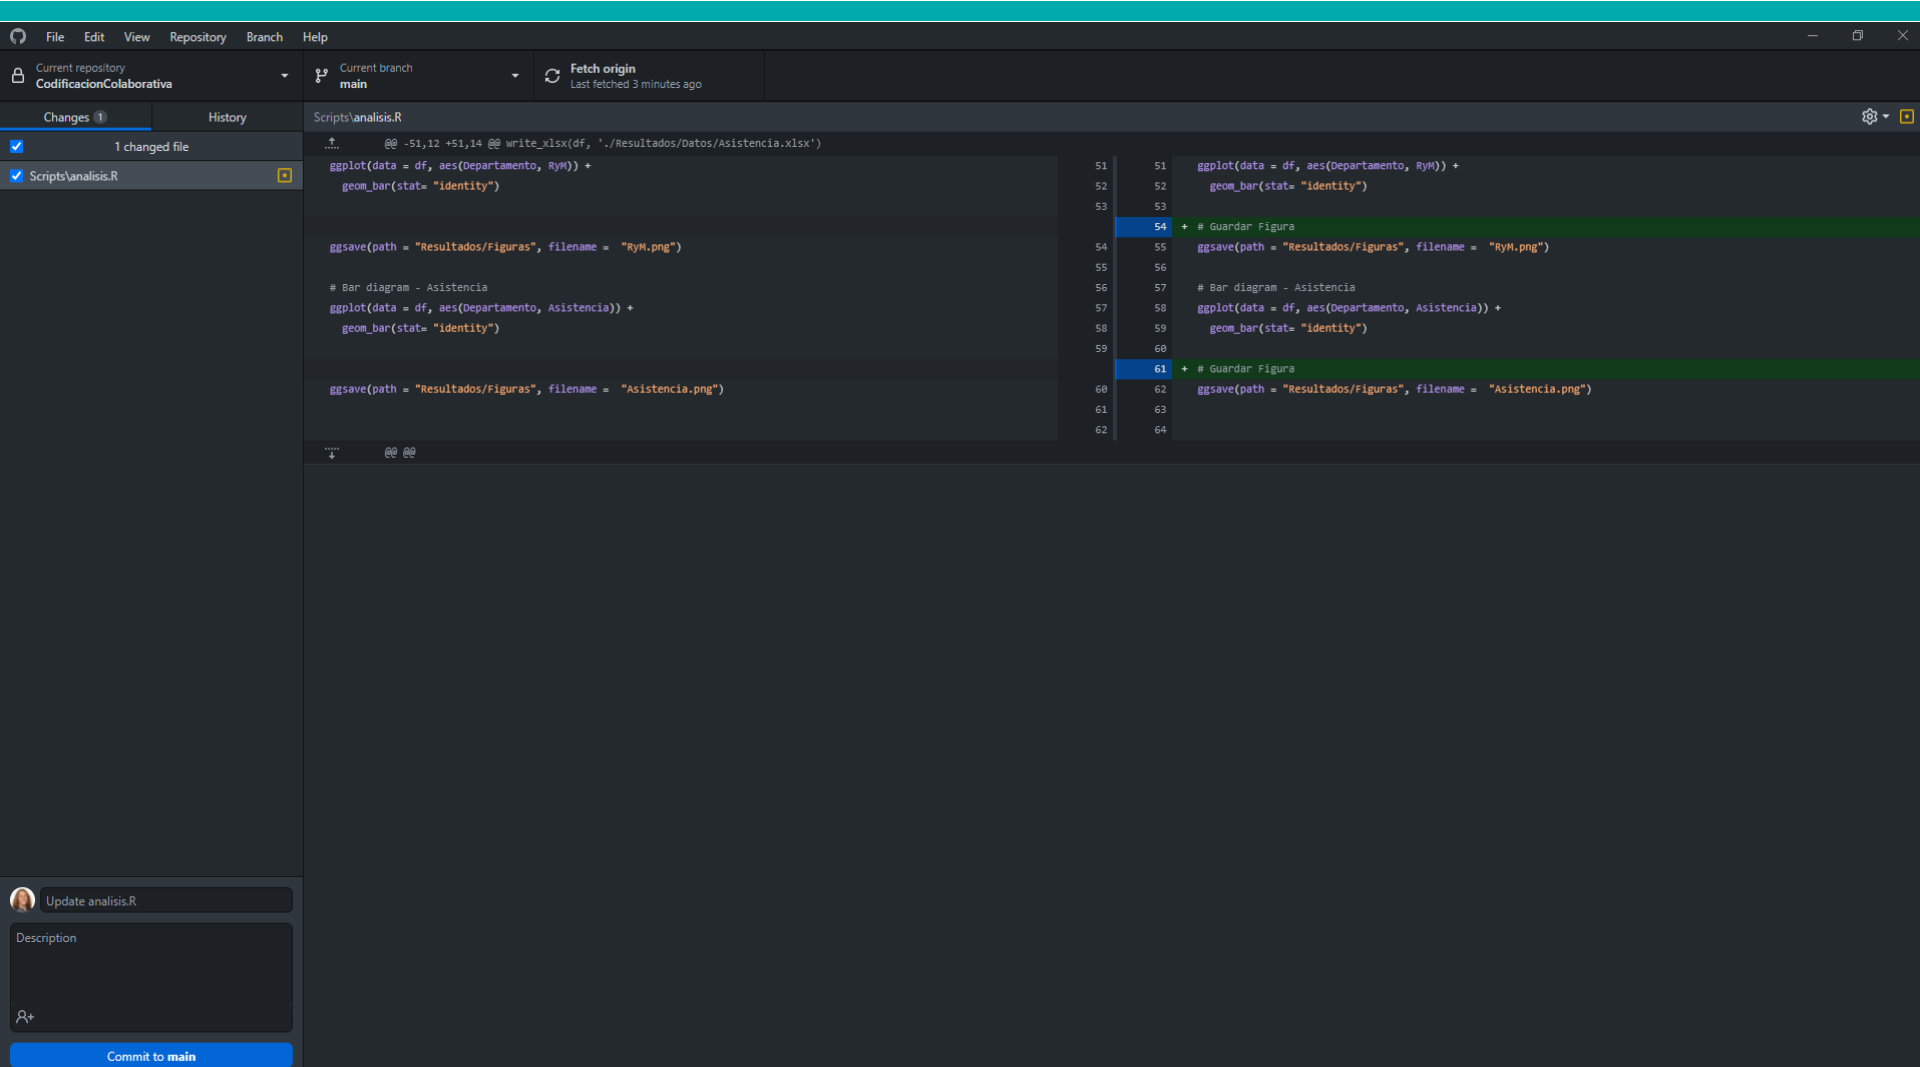 File Edit View Repository Branch Help
Current repository
CodificacionColaborativa
Current branch
main
Fetch origin
Last fetched 3 minutes ago
Changes 1 History
1 changed file
Scripts\analisis.R
Scripts\analisis.R
@@ -51,12 +51,14 @@ write_xlsx(df, './Resultados/Datos/Asistencia.xlsx')
ggplot(data = df, aes(Departamento, RyM)) + 51 51 ggplot(data = df, aes(Departamento, RyM)) +
geom_bar(stat= "identity") 52 52 geom_bar(stat= "identity")
53 53
54 + # Guardar Figura
ggsave(path = "Resultados/Figuras", filename = "RyM.png") 54 55 ggsave(path = "Resultados/Figuras", filename = "RyM.png")
55 56
# Bar diagram - Asistencia 56 57 # Bar diagram - Asistencia
ggplot(data = df, aes(Departamento, Asistencia)) + 57 58 ggplot(data = df, aes(Departamento, Asistencia)) +
geom_bar(stat= "identity") 58 59 geom_bar(stat= "identity")
59 60
61 + # Guardar Figura
ggsave(path = "Resultados/Figuras", filename = "Asistencia.png") 60 62 ggsave(path = "Resultados/Figuras", filename = "Asistencia.png")
61 63
62 64
@@ @@
Update analisis.R
Description
Commit to main